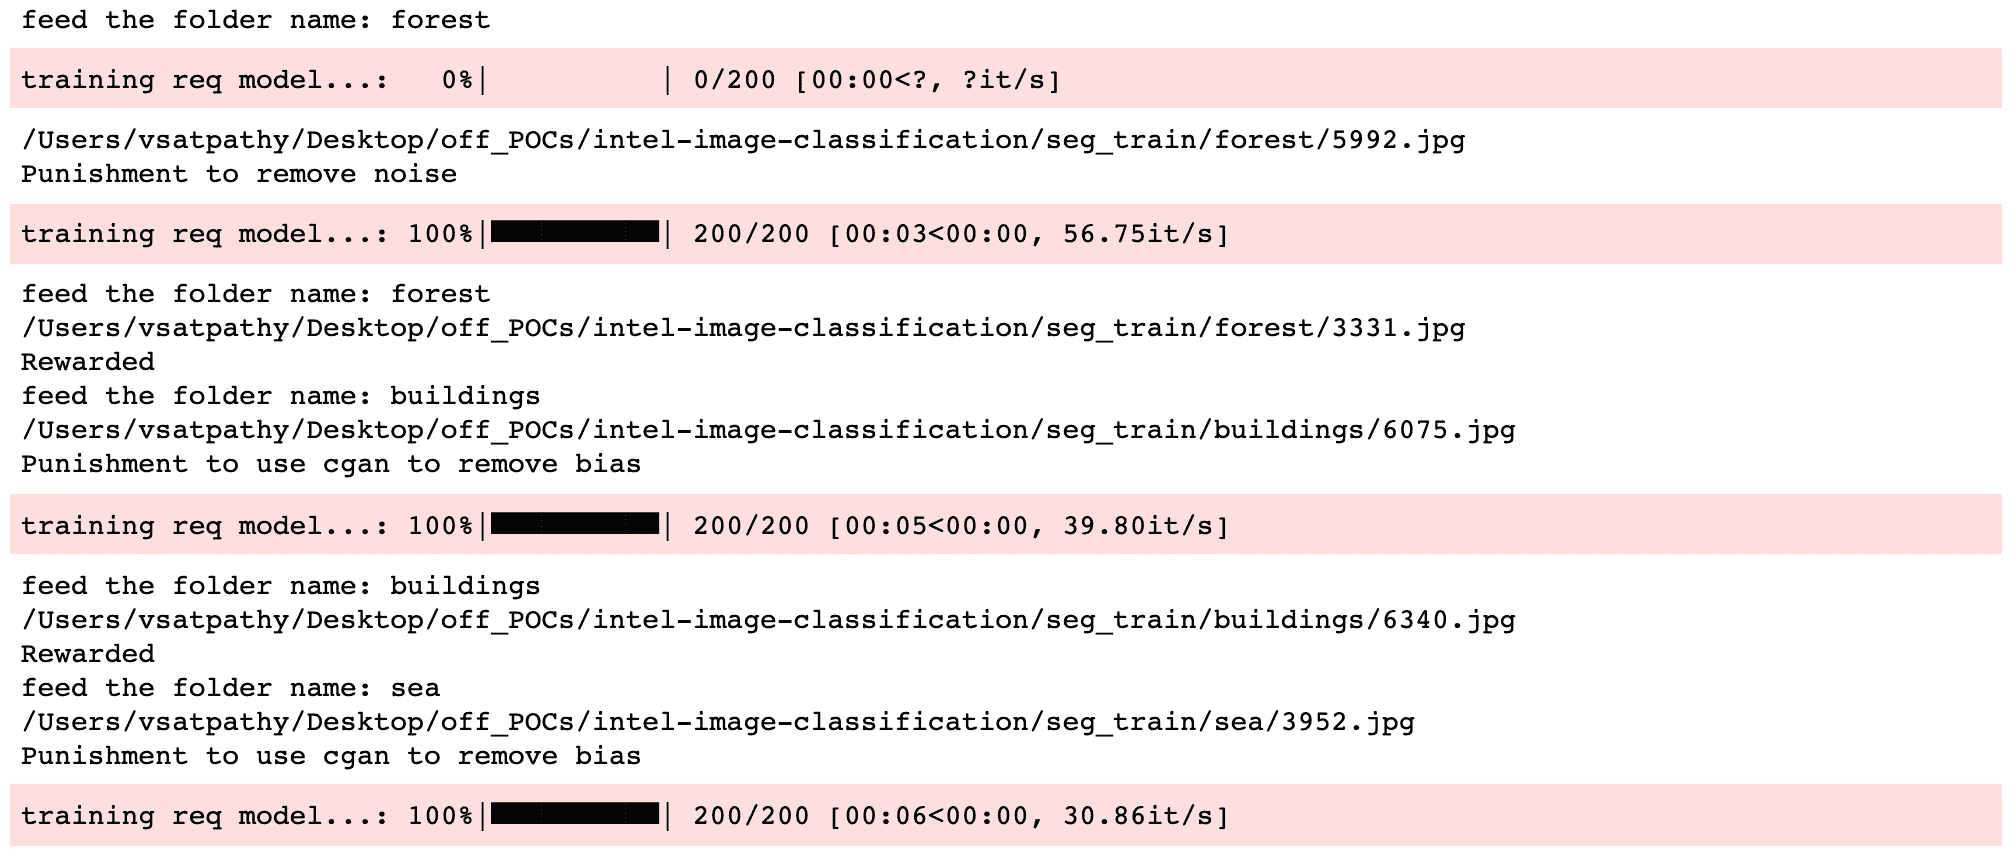 feed the folder name: forest
training req model...:   0%|          | 0/200 [00:00<?, ?it/s]
/Users/vsatpathy/Desktop/off_POCs/intel-image-classification/seg_train/forest/5992.jpg
Punishment to remove noise
training req model...: 100%|██████████| 200/200 [00:03<00:00, 56.75it/s]
feed the folder name: forest
/Users/vsatpathy/Desktop/off_POCs/intel-image-classification/seg_train/forest/3331.jpg
Rewarded
feed the folder name: buildings
/Users/vsatpathy/Desktop/off_POCs/intel-image-classification/seg_train/buildings/6075.jpg
Punishment to use cgan to remove bias
training req model...: 100%|██████████| 200/200 [00:05<00:00, 39.80it/s]
feed the folder name: buildings
/Users/vsatpathy/Desktop/off_POCs/intel-image-classification/seg_train/buildings/6340.jpg
Rewarded
feed the folder name: sea
/Users/vsatpathy/Desktop/off_POCs/intel-image-classification/seg_train/sea/3952.jpg
Punishment to use cgan to remove bias
training req model...: 100%|██████████| 200/200 [00:06<00:00, 30.86it/s]